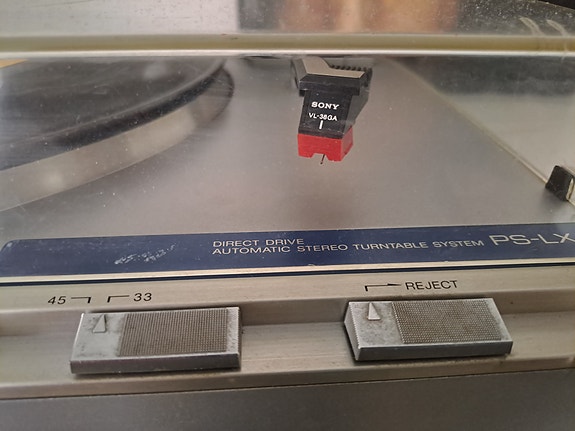 SONY
VL-38GA
DIRECT DRIVE
AUTOMATIC STEREO TURNTABLE SYSTEM PS-LX
45 33 REJECT